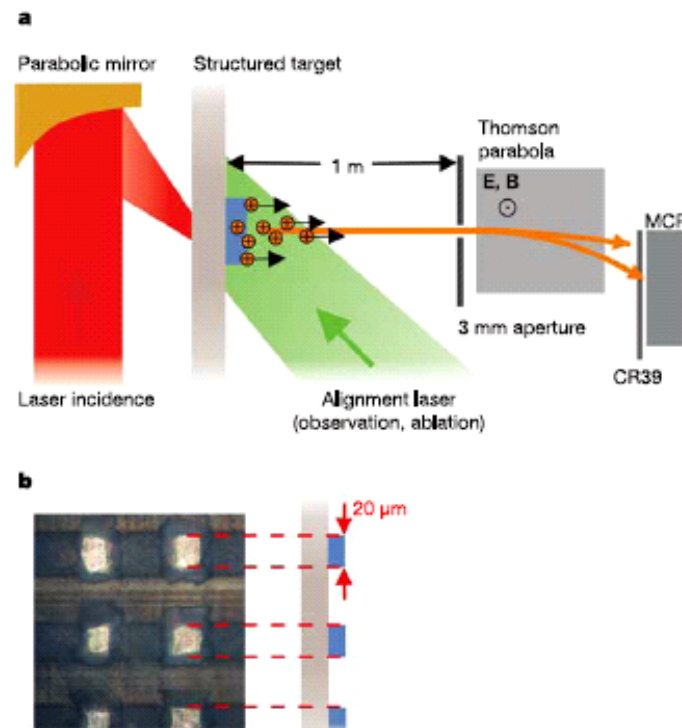 a
Parabolic mirror
Structured target
Thomson
parabola
1 m
E, B
MCP
3 mm aperture
CR39
Laser incidence
Alignment laser
(observation, ablation)
b
20 µm